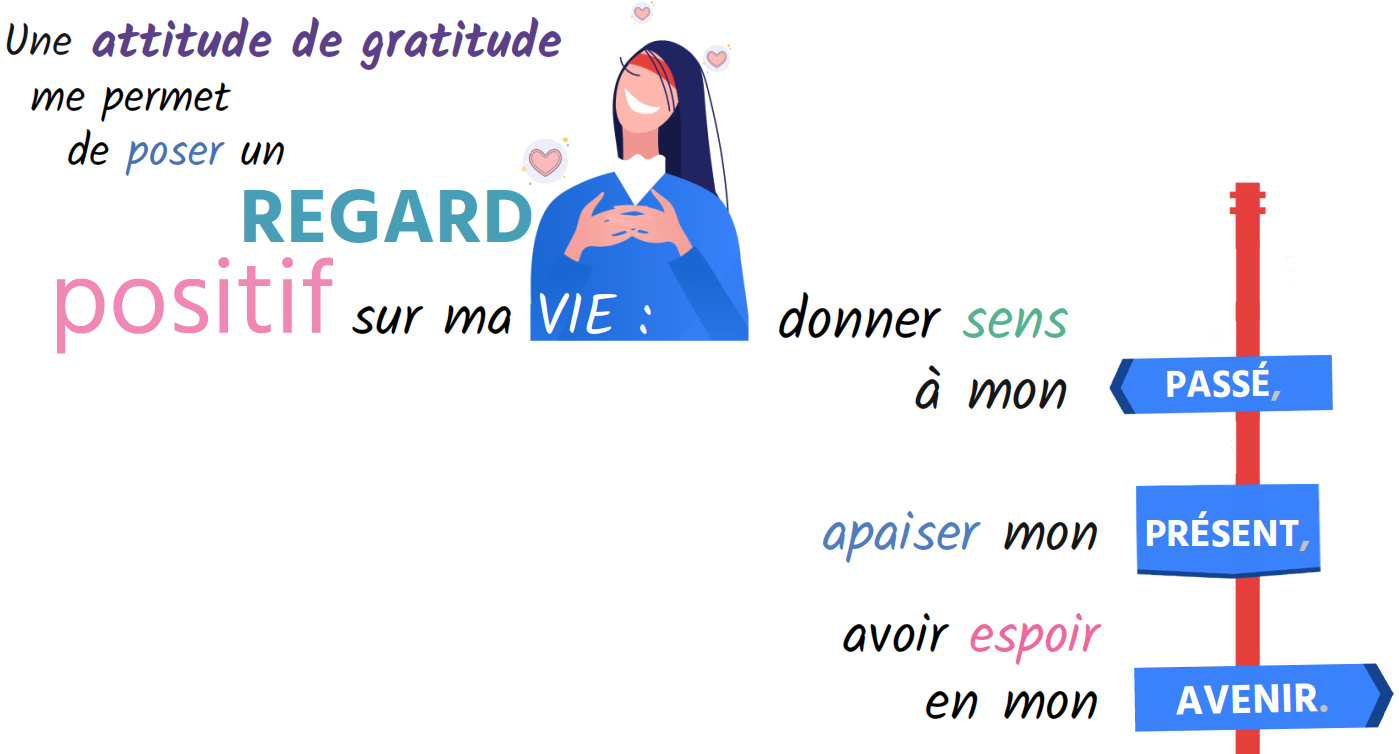 Une attitude de gratitude
me permet
de poser un
REGARD
positif sur ma VIE :
donner sens
à mon PASSÉ,
apaiser mon PRÉSENT,
avoir espoir
en mon AVENIR.